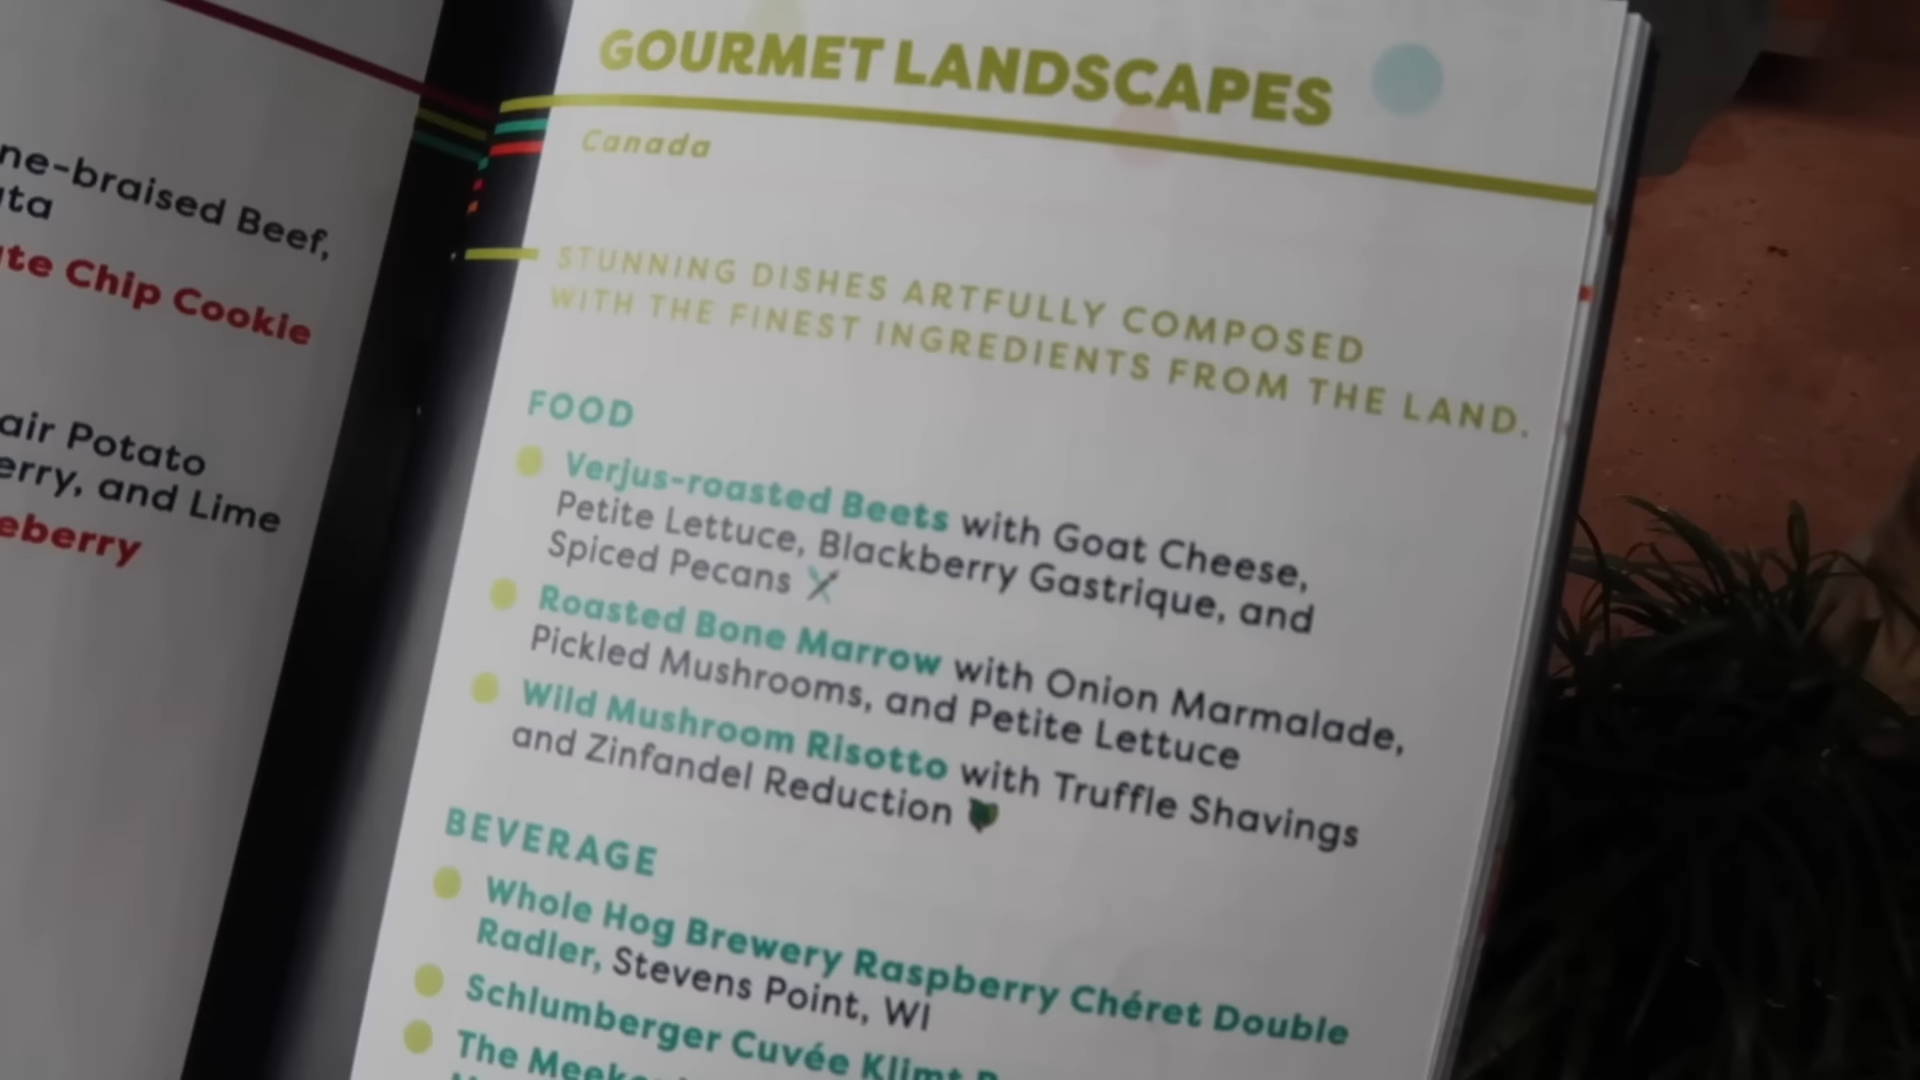 ne-braised Beef,
te Chip Cookie
air Potato
erry, and Lime
eberry
GOURMET LANDSCAPES
Canada
STUNNING DISHES ARTFULLY COMPOSED
WITH THE FINEST INGREDIENTS FROM THE LAND.
FOOD
Verjus-roasted Beets with Goat Cheese,
Petite Lettuce, Blackberry Gastrique, and
Spiced Pecans
Roasted Bone Marrow with Onion Marmalade,
Pickled Mushrooms, and Petite Lettuce
Wild Mushroom Risotto with Truffle Shavings
and Zinfandel Reduction
BEVERAGE
Whole Hog Brewery Raspberry Chéret Double
Radler, Stevens Point, WI
Schlumberger Cuvée Klimt
The